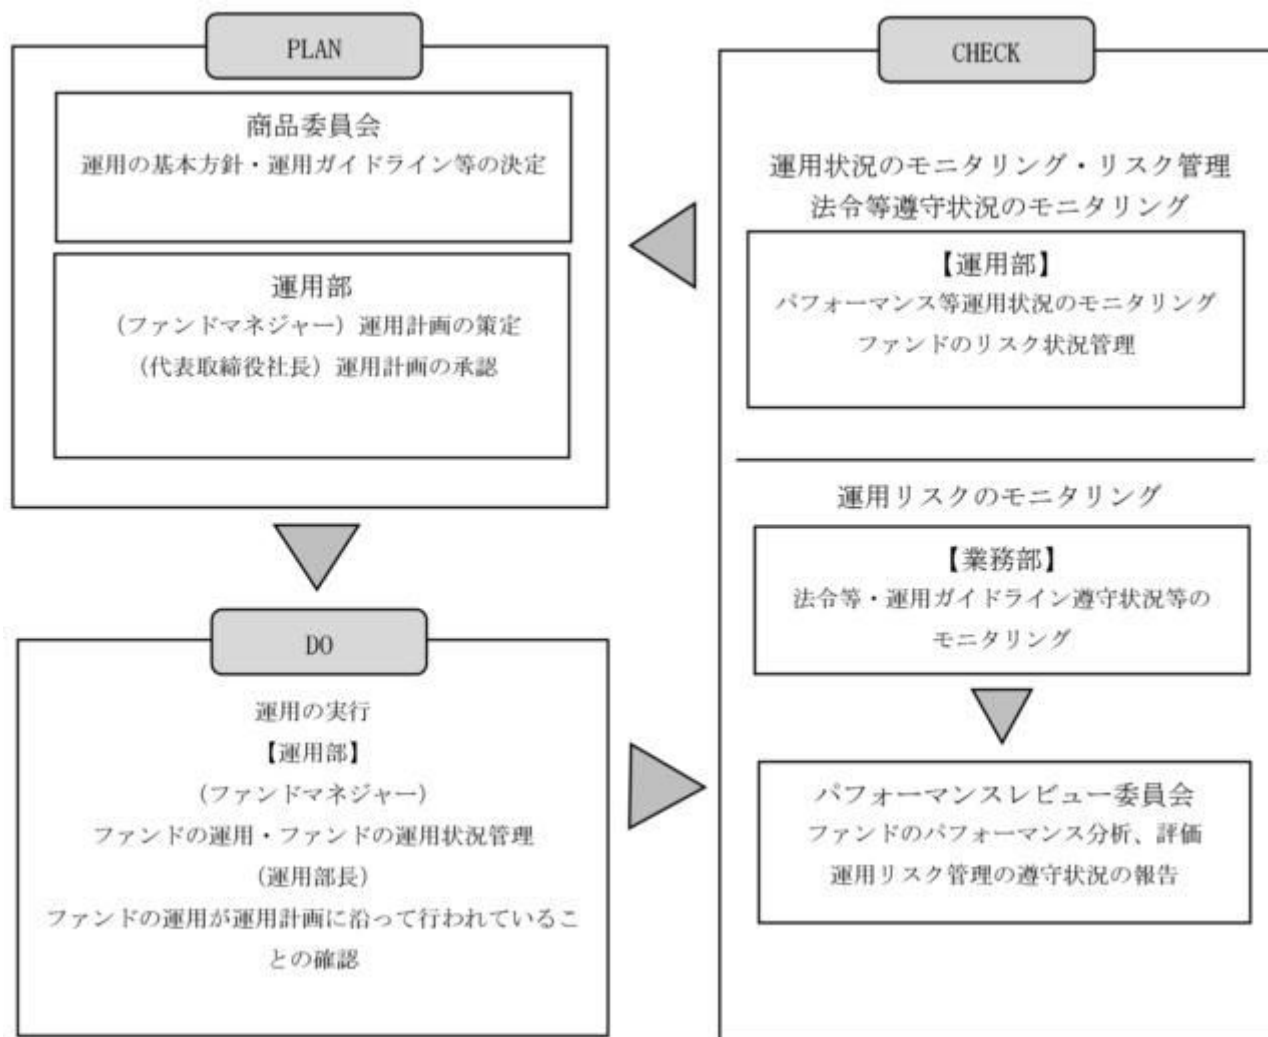 PLAN
商品委員会
運用の基本方針・運用ガイドライン等の決定
運用部
(ファンドマネジャー) 運用計画の策定
(代表取締役社長) 運用計画の承認
DO
運用の実行
【運用部】
(ファンドマネジャー)
ファンドの運用・ファンドの運用状況管理
(運用部長)
ファンドの運用が運用計画に沿って行われているこ
との確認
CHECK
運用状況のモニタリング・リスク管理
法令等遵守状況のモニタリング
【運用部】
パフォーマンス等運用状況のモニタリング
ファンドのリスク状況管理
運用リスクのモニタリング
【業務部】
法令等・運用ガイドライン遵守状況等の
モニタリング
パフォーマンスレビュー委員会
ファンドのパフォーマンス分析、評価
運用リスク管理の遵守状況の報告